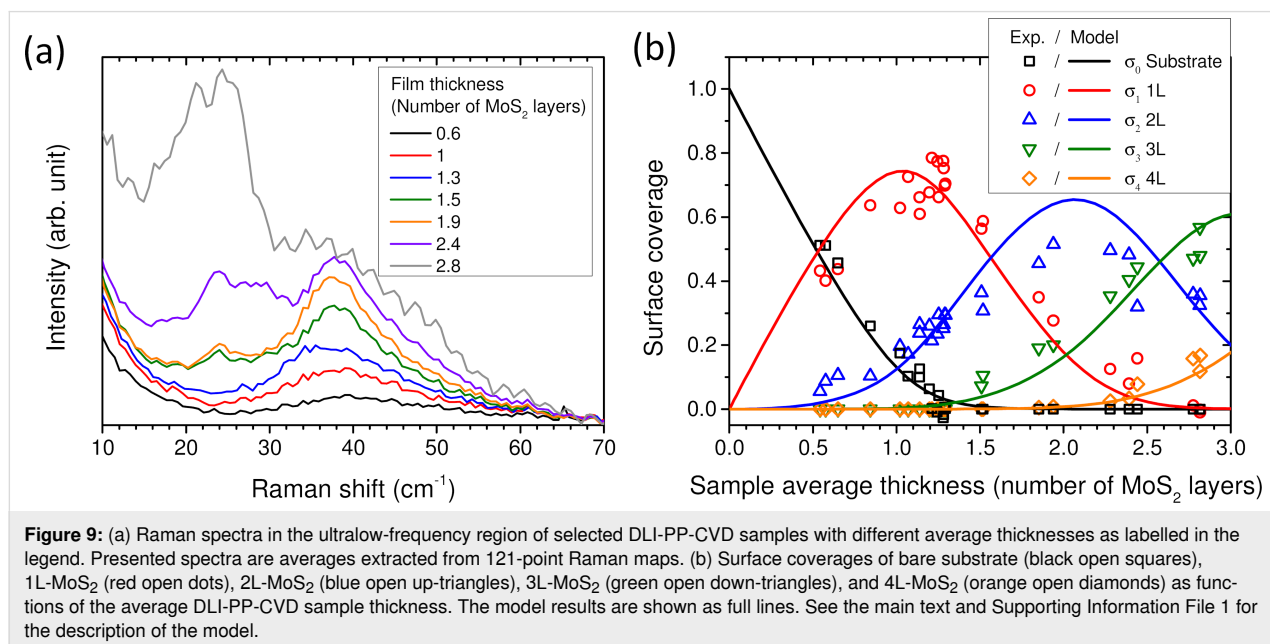 (a)
Intensity (arb. unit)
Film thickness
(Number of MoS₂ layers)
0.6
1
1.3
1.5
1.9
2.4
2.8
10 20 30 40 50 60 70
Raman shift (cm⁻¹)
(b)
Surface coverage
1.0
0.8
0.6
0.4
0.2
0.0
Exp. / Model
/ σ₀ Substrate
/ σ₁ 1L
/ σ₂ 2L
/ σ₃ 3L
/ σ₄ 4L
0.0 0.5 1.0 1.5 2.0 2.5 3.0
Sample average thickness (number of MoS₂ layers)
Figure 9: (a) Raman spectra in the ultralow-frequency region of selected DLI-PP-CVD samples with different average thicknesses as labelled in the
legend. Presented spectra are averages extracted from 121-point Raman maps. (b) Surface coverages of bare substrate (black open squares),
1L-MoS₂ (red open dots), 2L-MoS₂ (blue open up-triangles), 3L-MoS₂ (green open down-triangles), and 4L-MoS₂ (orange open diamonds) as func-
tions of the average DLI-PP-CVD sample thickness. The model results are shown as full lines. See the main text and Supporting Information File 1 for
the description of the model.